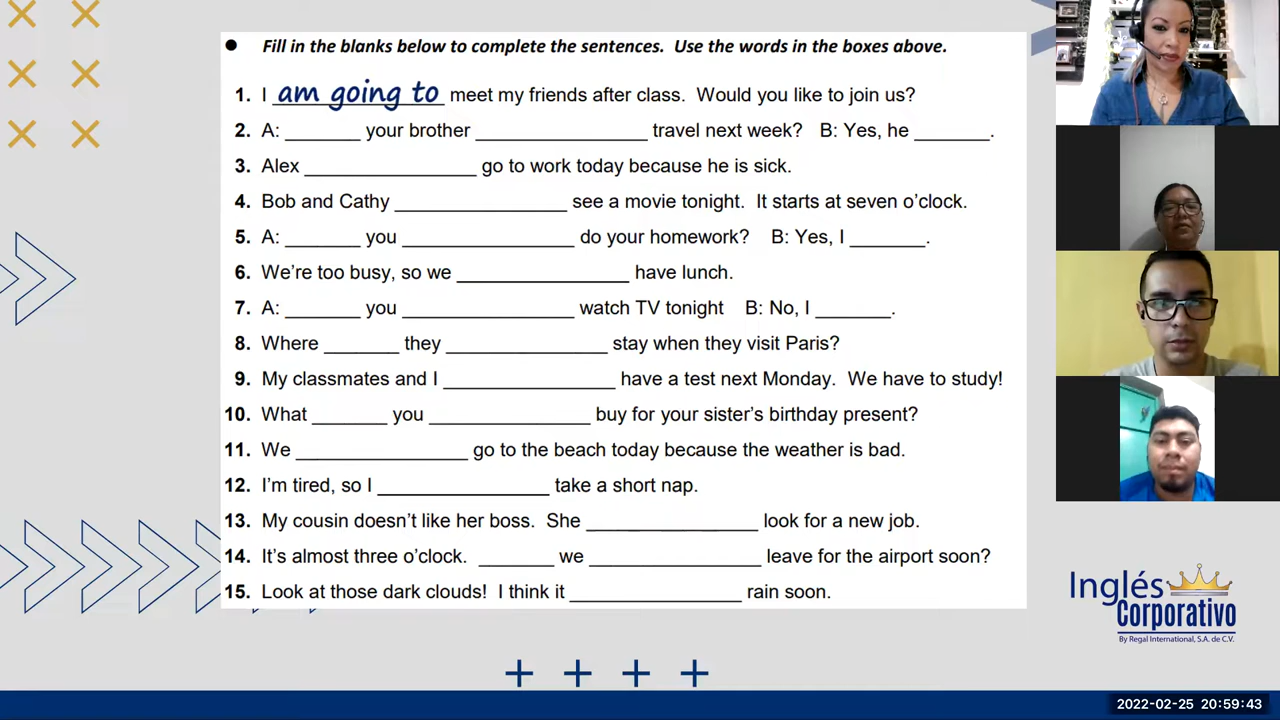 ● Fill in the blanks below to complete the sentences. Use the words in the boxes above.
1. I am going to meet my friends after class. Would you like to join us?
2. A: _______ your brother ________________ travel next week? B: Yes, he _______.
3. Alex ________________ go to work today because he is sick.
4. Bob and Cathy ________________ see a movie tonight. It starts at seven o’clock.
5. A: _______ you ________________ do your homework? B: Yes, I _______.
6. We’re too busy, so we ________________ have lunch.
7. A: _______ you ________________ watch TV tonight B: No, I _______.
8. Where _______ they _______________ stay when they visit Paris?
9. My classmates and I ________________ have a test next Monday. We have to study!
10. What _______ you _______________ buy for your sister’s birthday present?
11. We ________________ go to the beach today because the weather is bad.
12. I’m tired, so I ________________ take a short nap.
13. My cousin doesn’t like her boss. She ________________ look for a new job.
14. It’s almost three o’clock. _______ we ________________ leave for the airport soon?
15. Look at those dark clouds! I think it ________________ rain soon.
Inglés
Corporativo
By Regal International, S.A. de C.V.
2022-02-25 20:59:43